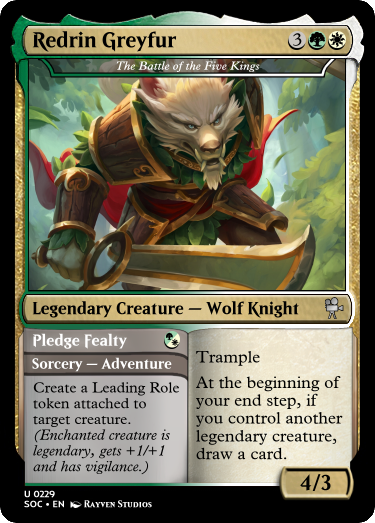 Redrin Greyfur 3
The Battle of the Five Kings
Legendary Creature — Wolf Knight
Pledge Fealty
Sorcery — Adventure
Create a Leading Role
token attached to
target creature.
(Enchanted creature is
legendary, gets +1/+1
and has vigilance.)
Trample
At the beginning of
your end step, if
you control another
legendary creature,
draw a card.
4/3
U 0229
SOC • EN Rayven Studios